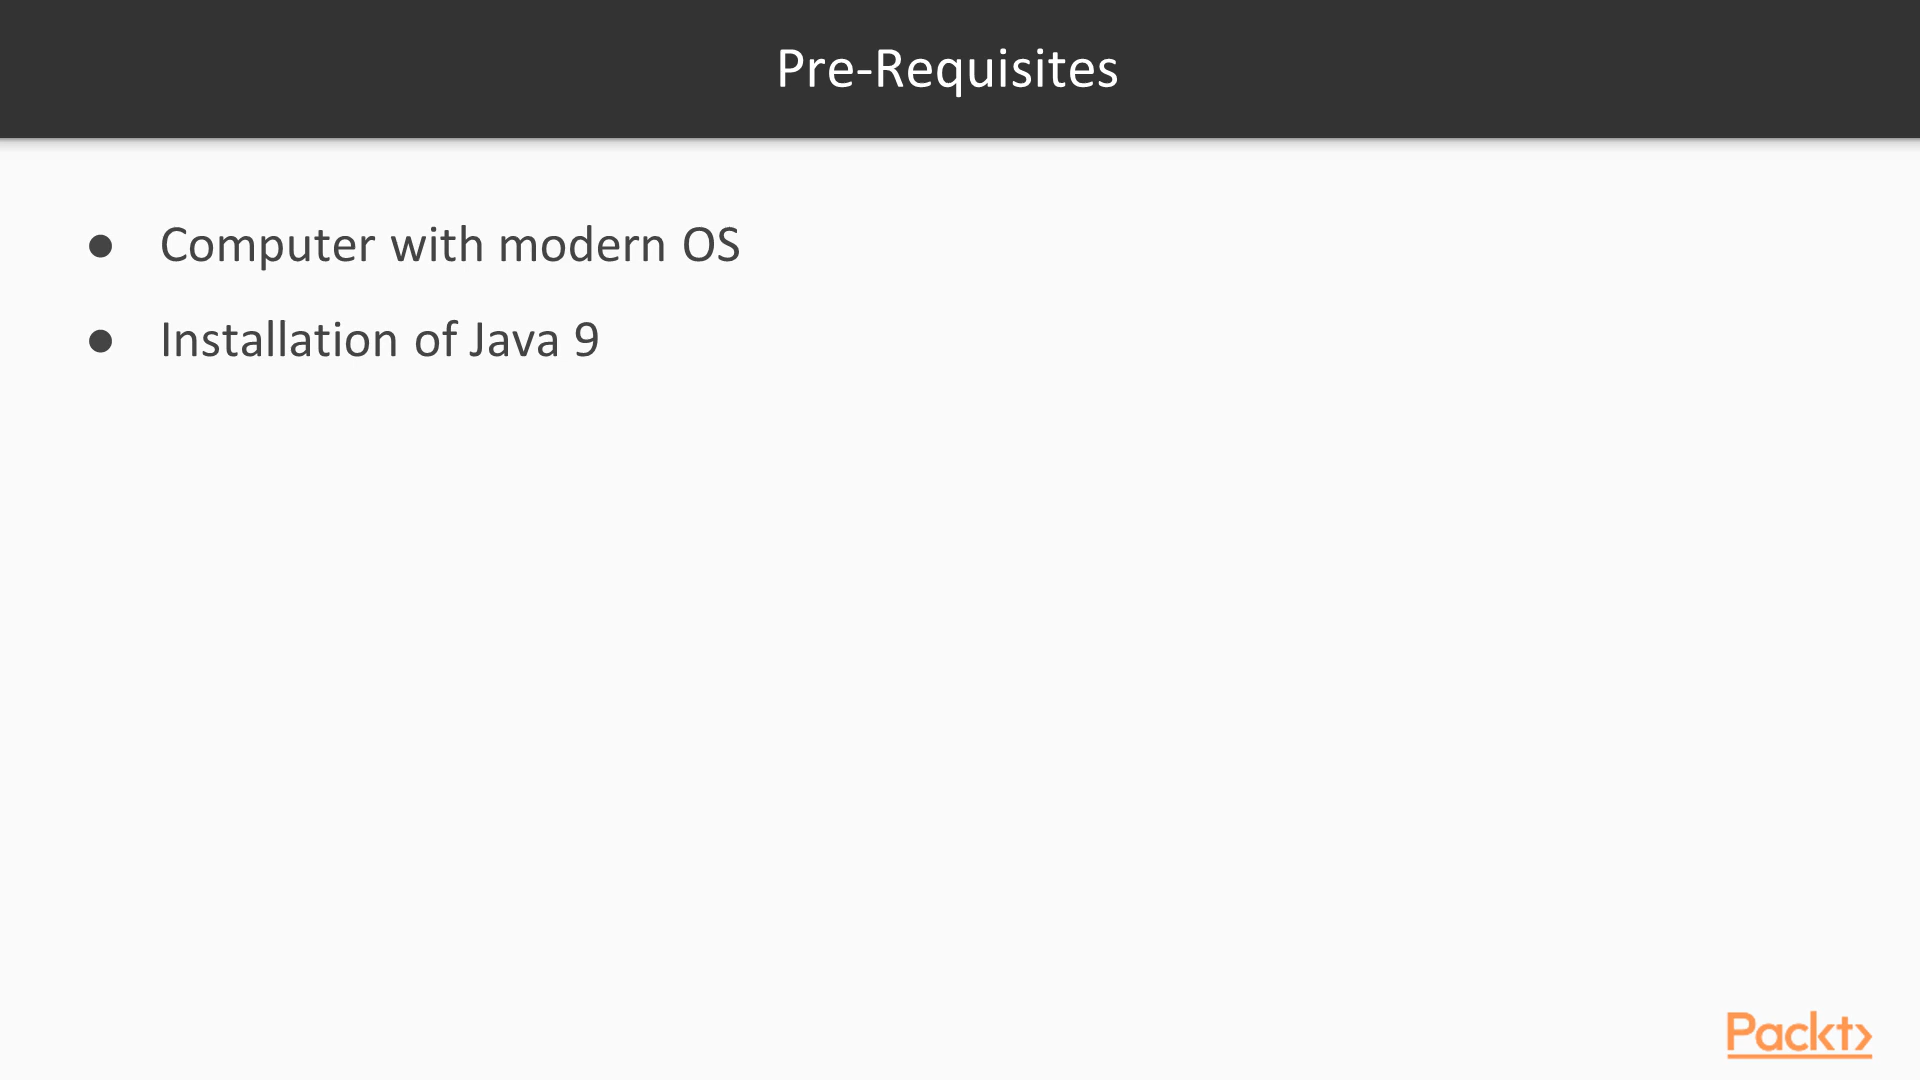 Pre-Requisites
● Computer with modern OS
● Installation of Java 9
Packt>